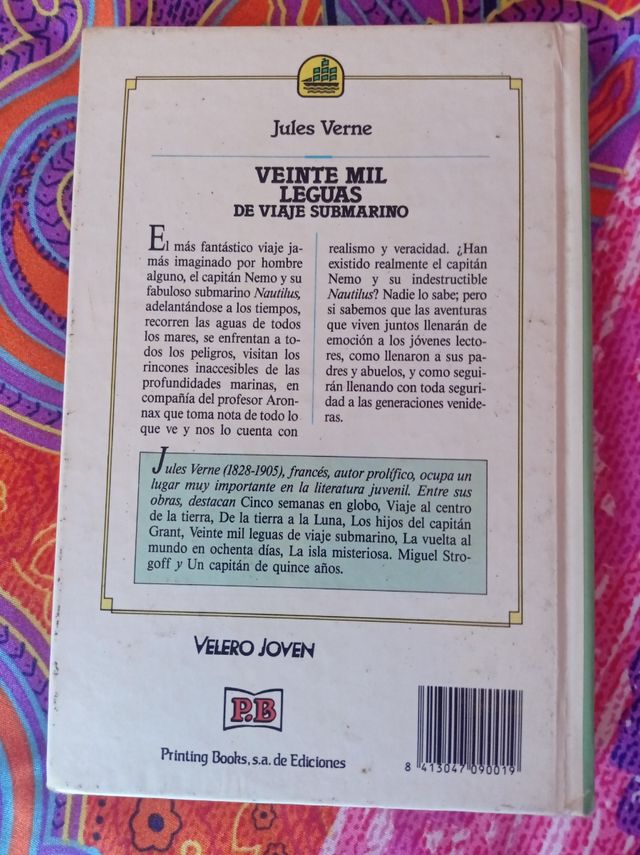 Jules Verne
VEINTE MIL
LEGUAS
DE VIAJE SUBMARINO
El más fantástico viaje ja-
más imaginado por hombre
alguno, el capitán Nemo y su
fabuloso submarino Nautilus,
adelantándose a los tiempos,
recorren las aguas de todos
los mares, se enfrentan a to-
dos los peligros, visitan los
rincones inaccesibles de las
profundidades marinas, en
compañía del profesor Aron-
nax que toma nota de todo lo
que ve y nos lo cuenta con
realismo y veracidad. ¿Han
existido realmente el capitán
Nemo y su indestructible
Nautilus? Nadie lo sabe; pero
si sabemos que las aventuras
que viven juntos llenarán de
emoción a los jóvenes lecto-
res, como llenaron a sus pa-
dres y abuelos, y como segui-
rán llenando con toda seguri-
dad a las generaciones venide-
ras.
Jules Verne (1828-1905), francés, autor prolífico, ocupa un
lugar muy importante en la literatura juvenil. Entre sus
obras, destacan Cinco semanas en globo, Viaje al centro
de la tierra, De la tierra a la Luna, Los hijos del capitán
Grant, Veinte mil leguas de viaje submarino, La vuelta al
mundo en ochenta días, La isla misteriosa. Miguel Stro-
goff y Un capitán de quince años.
VELERO JOVEN
P.B
Printing Books, s.a. de Ediciones
8 413047 090019